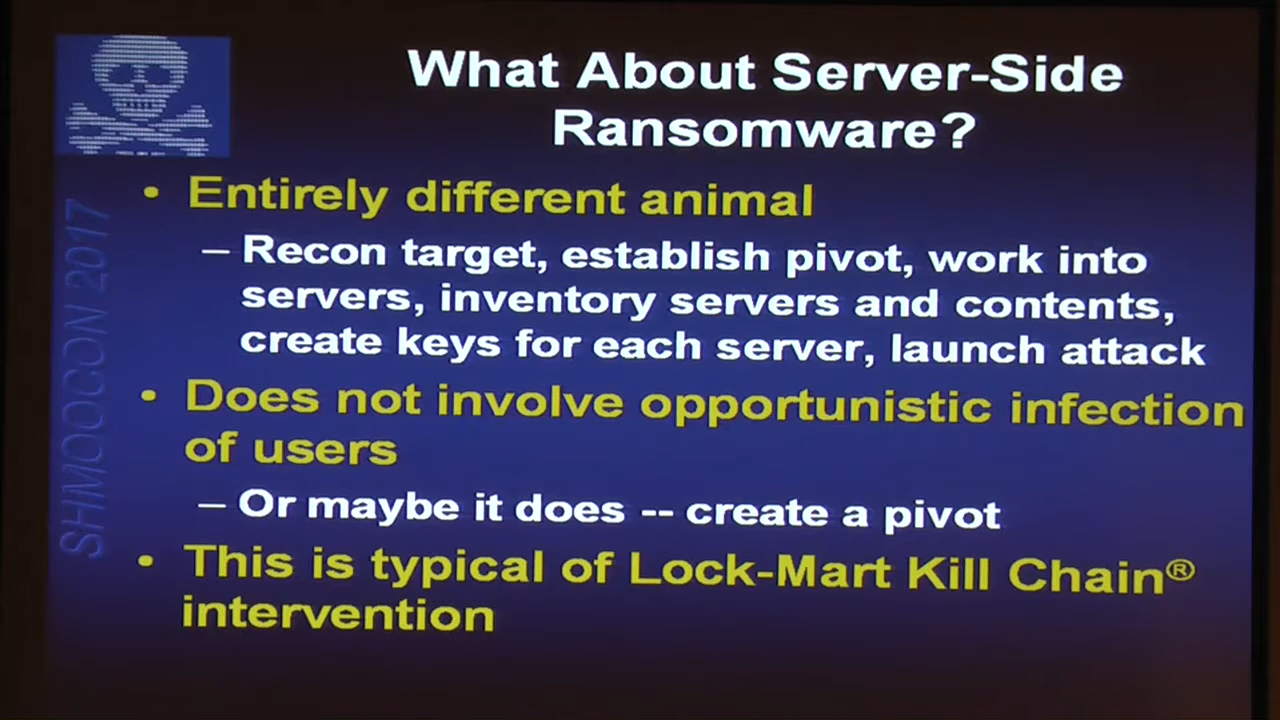 What About Server-Side
Ransomware?
• Entirely different animal
– Recon target, establish pivot, work into
servers, inventory servers and contents,
create keys for each server, launch attack
• Does not involve opportunistic infection
of users
– Or maybe it does -- create a pivot
• This is typical of Lock-Mart Kill Chain®
intervention
SHMOOCON 2017